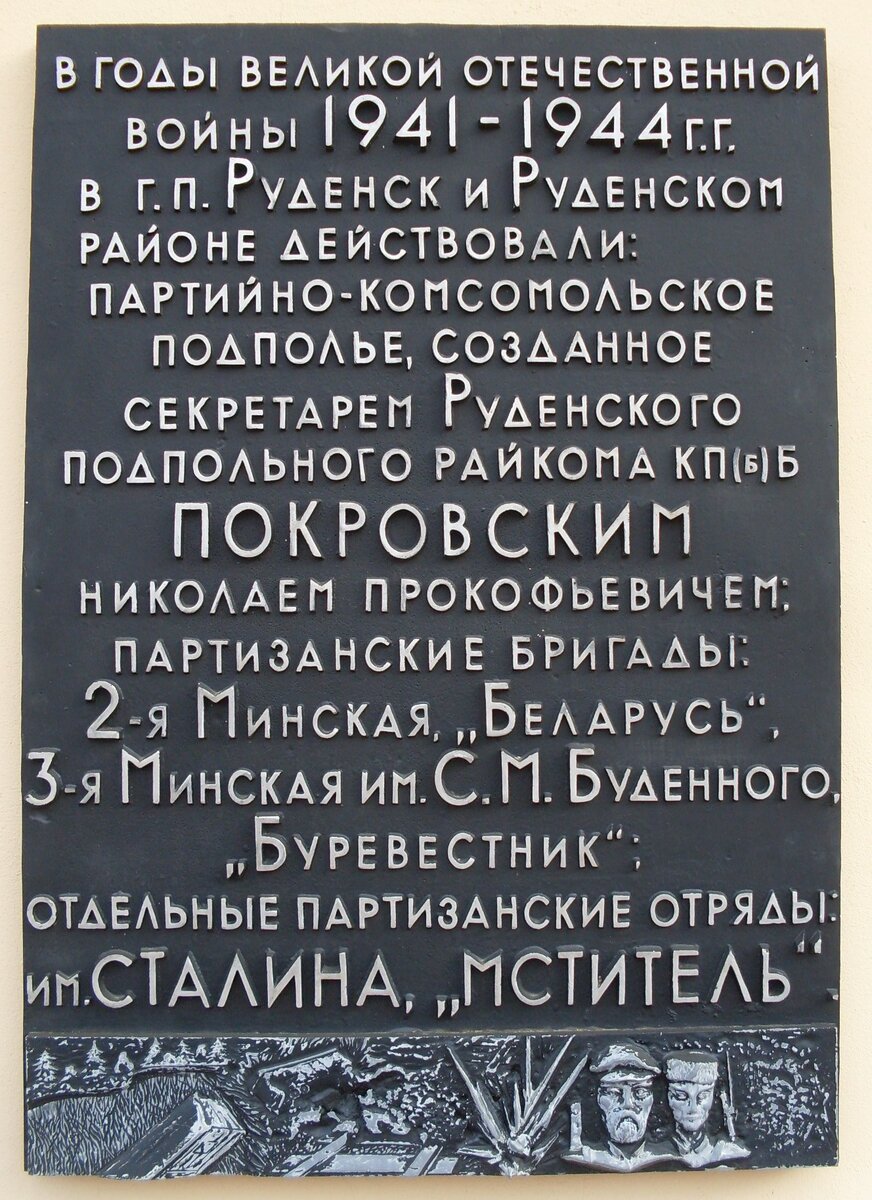 В ГОДЫ ВЕЛИКОЙ ОТЕЧЕСТВЕННОЙ
ВОЙНЫ 1941-1944 Г.Г.
В Г.П. РУДЕНСК И РУДЕНСКОМ
РАЙОНЕ ДЕЙСТВОВАЛИ:
ПАРТИЙНО-КОМСОМОЛЬСКОЕ
ПОДПОЛЬЕ, СОЗДАННОЕ
СЕКРЕТАРЕМ РУДЕНСКОГО
ПОДПОЛЬНОГО РАЙКОМА КП(б)Б
ПОКРОВСКИМ
НИКОЛАЕМ ПРОКОФЬЕВИЧЕМ;
ПАРТИЗАНСКИЕ БРИГАДЫ:
2-Я МИНСКАЯ, „БЕЛАРУСЬ“,
3-Я МИНСКАЯ ИМ. С.М. БУДЕННОГО,
„БУРЕВЕСТНИК“;
ОТДЕЛЬНЫЕ ПАРТИЗАНСКИЕ ОТРЯДЫ:
ИМ. СТАЛИНА, „МСТИТЕЛЬ“.